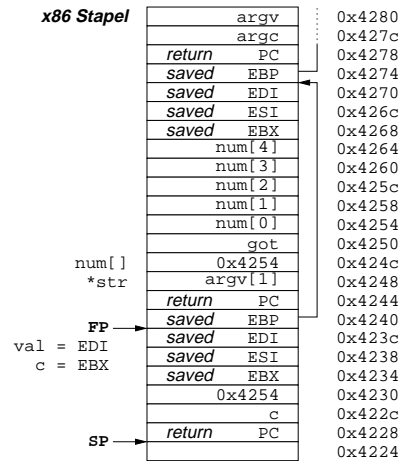 x86 Stapel
argv 0x4280
argc 0x427c
return PC 0x4278
saved EBP 0x4274
saved EDI 0x4270
saved ESI 0x426c
saved EBX 0x4268
num[4] 0x4264
num[3] 0x4260
num[2] 0x425c
num[1] 0x4258
num[0] 0x4254
got 0x4250
num[] 0x4254 0x424c
*str argv[1] 0x4248
return PC 0x4244
FP saved EBP 0x4240
val = EDI saved EDI 0x423c
c = EBX saved ESI 0x4238
saved EBX 0x4234
0x4254 0x4230
c 0x422c
SP return PC 0x4228
0x4224